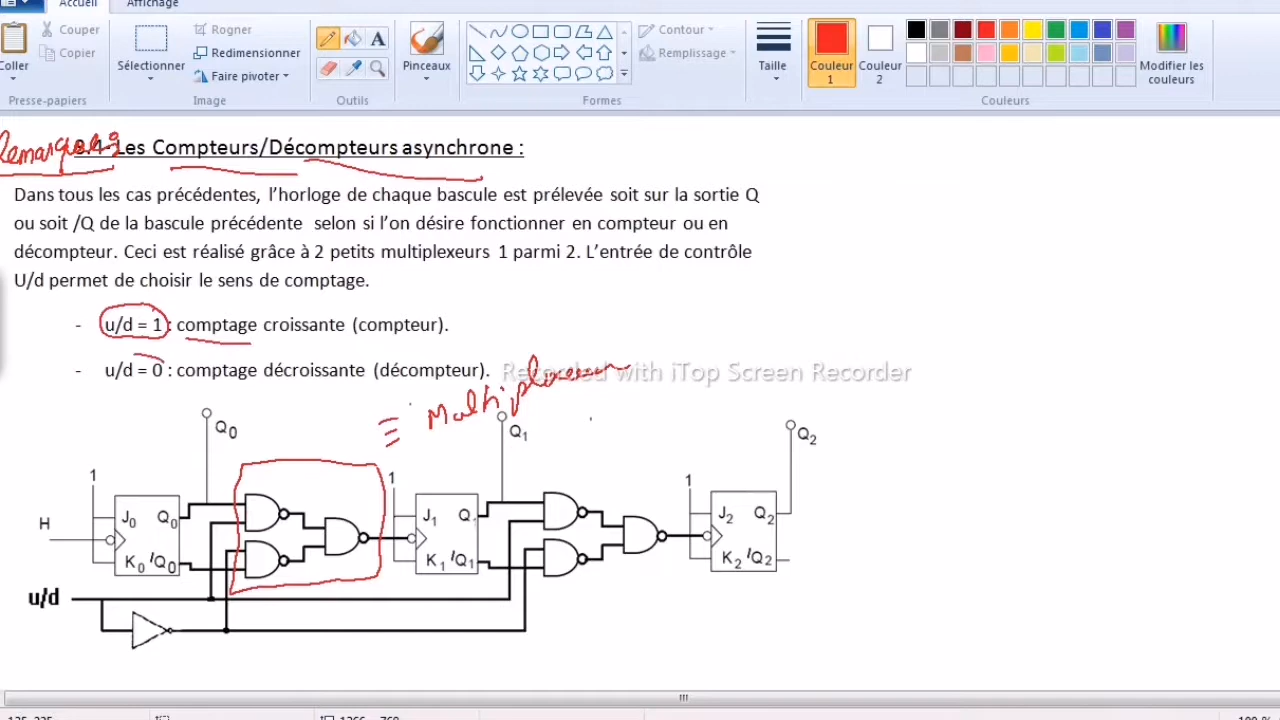 Accueil Affichage
Coller
Couper
Copier
Presse-papiers
Sélectionner
Rogner
Redimensionner
Faire pivoter
Image
A
Outils
Pinceaux
Contour
Remplissage
Formes
Taille
Couleur 1
Couleur 2
Modifier les couleurs
Couleurs
Remarques
8.4- Les Compteurs/Décompteurs asynchrone :
Dans tous les cas précédentes, l'horloge de chaque bascule est prélevée soit sur la sortie Q
ou soit /Q de la bascule précédente selon si l'on désire fonctionner en compteur ou en
décompteur. Ceci est réalisé grâce à 2 petits multiplexeurs 1 parmi 2. L'entrée de contrôle
U/d permet de choisir le sens de comptage.
- u/d = 1 : comptage croissante (compteur).
- u/d = 0 : comptage décroissante (décompteur).
Recorded with iTop Screen Recorder
≡ Multiplexeur
Q0 Q1 Q2
1 1 1
H J0 Q0 J1 Q1 J2 Q2
K0 /Q0 K1 /Q1 K2 /Q2
u/d